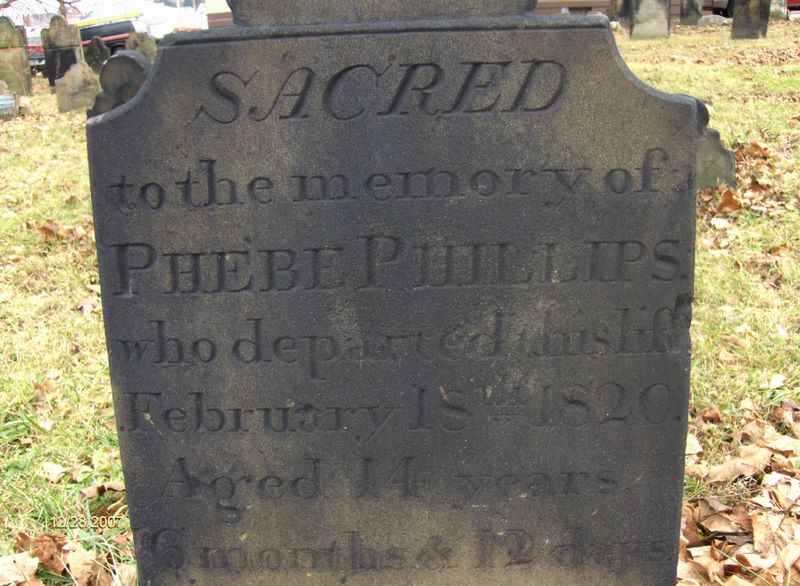 SACRED
to the memory of
PHEBE PHILLIPS.
who departed this life
February 18th 1820.
Aged 14 years
6 months & 12 days
12/28/2007